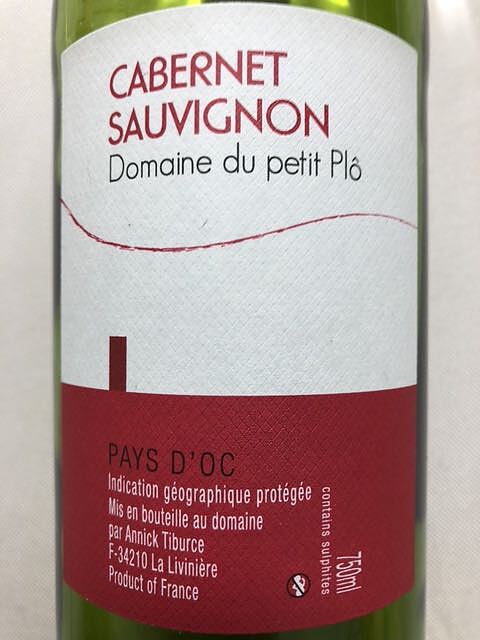 CABERNET
SAUVIGNON
Domaine du petit Plô
PAYS D'OC
Indication géographique protégée
Mis en bouteille au domaine
par Annick Tiburce
F-34210 La Livinière
Product of France
contains sulphites
750ml